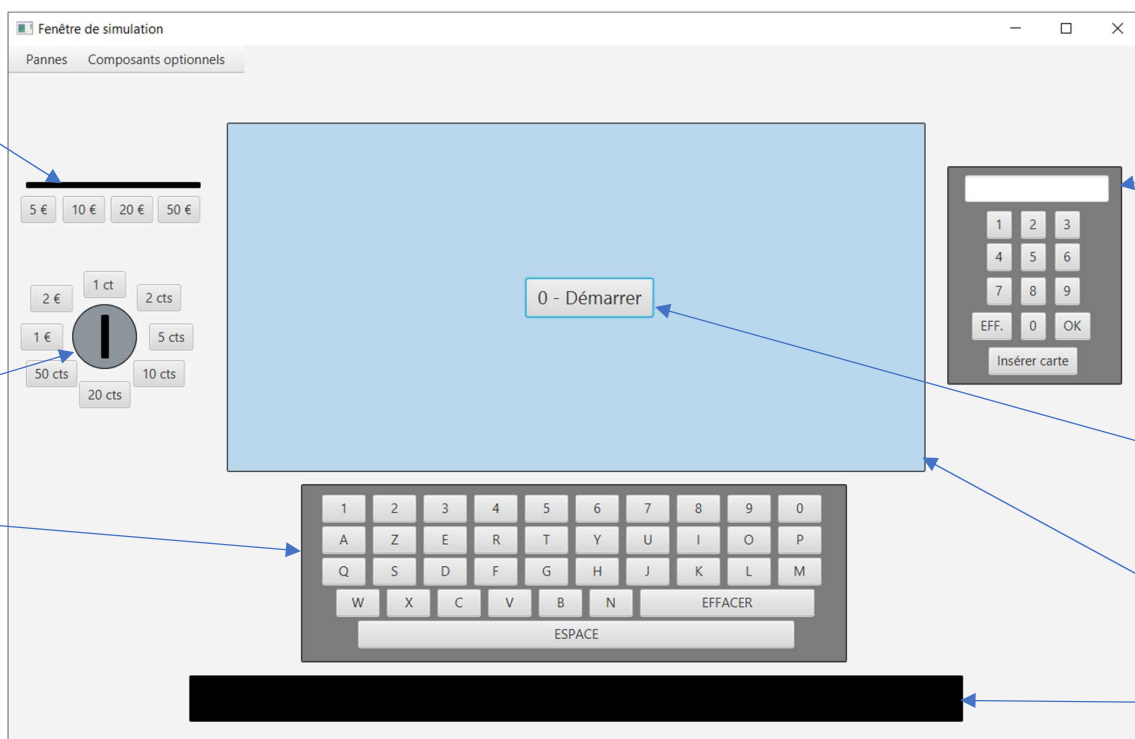 Fenêtre de simulation
Pannes Composants optionnels
5 € 10 € 20 € 50 €
1 ct
2 € 2 cts
1 € 5 cts
50 cts 10 cts
20 cts
0 - Démarrer
1 2 3
4 5 6
7 8 9
EFF. 0 OK
Insérer carte
1 2 3 4 5 6 7 8 9 0
A Z E R T Y U I O P
Q S D F G H J K L M
W X C V B N EFFACER
ESPACE